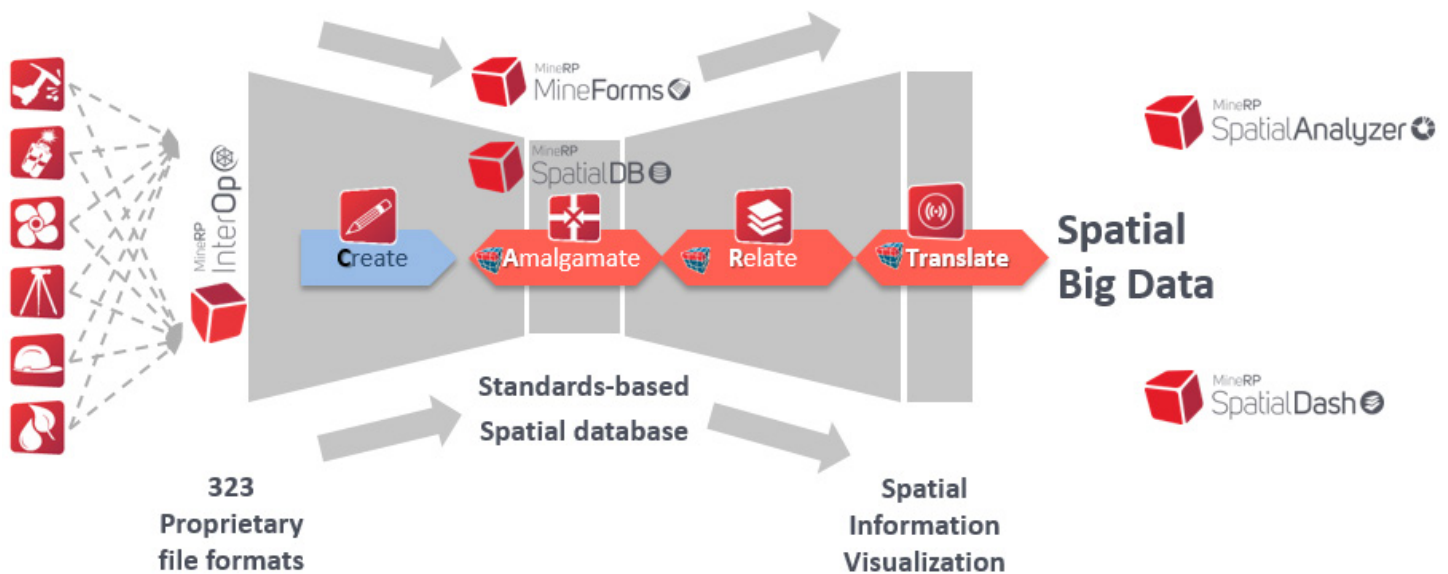 MineRP
MineForms
MineRP
SpatialAnalyzer
MineRP
InterOp
MineRP
SpatialDB
Create
Amalgamate
Relate
Translate
Spatial
Big Data
MineRP
SpatialDash
Standards-based
Spatial database
323
Proprietary
file formats
Spatial
Information
Visualization